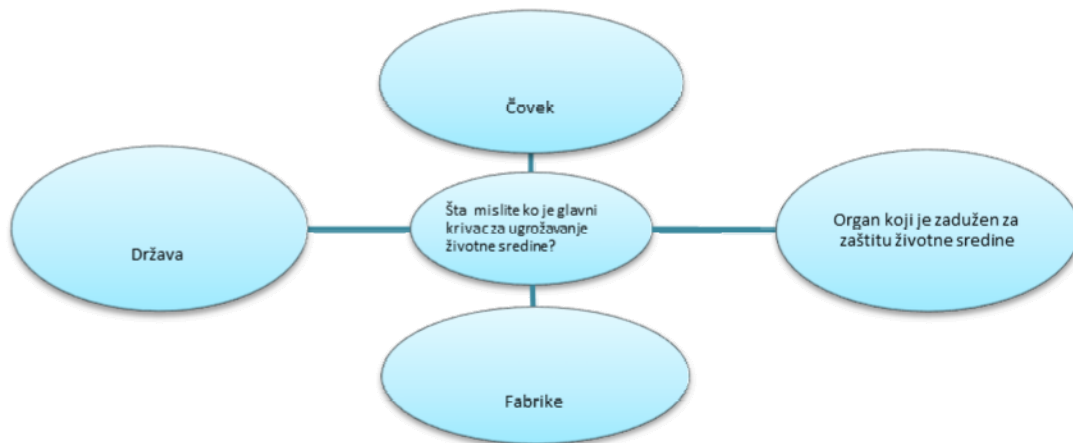 Čovek
Država
Šta mislite ko je glavni
krivac za ugrožavanje
životne sredine?
Organ koji je zadužen za
zaštitu životne sredine
Fabrike